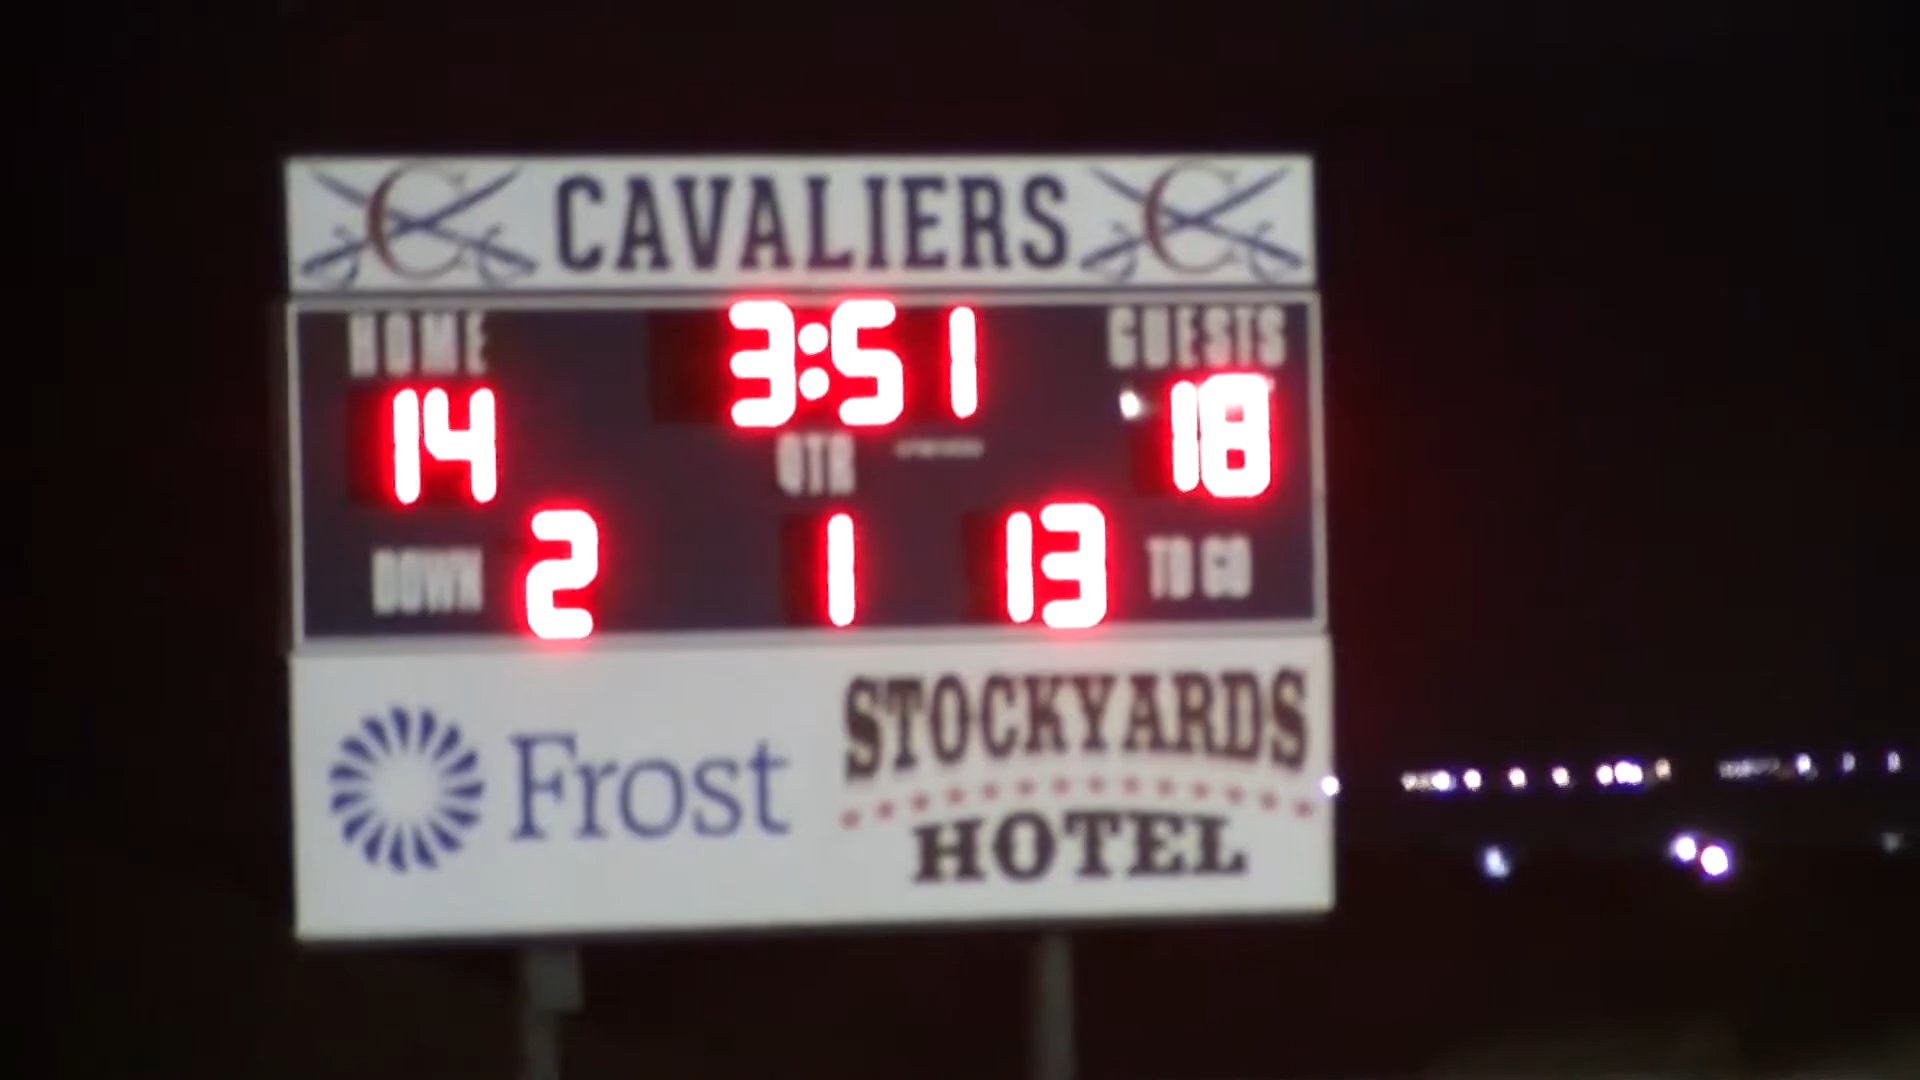 C CAVALIERS C
HOME 3:51 GUESTS
14 18
QTR
DOWN 2 1 13 TO GO
Frost
STOCKYARDS
HOTEL